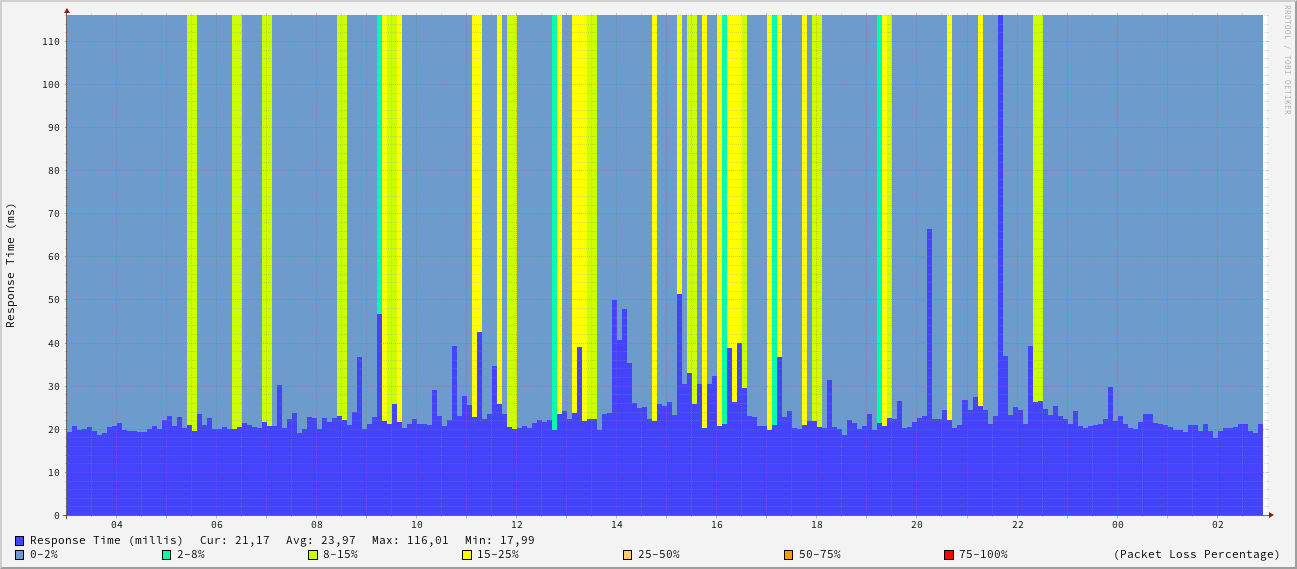 RRDTOOL / TOBI OETIKER
Response Time (ms)
110
100
90
80
70
60
50
40
30
20
10
0
04 06 08 10 12 14 16 18 20 22 00 02
Response Time (millis) Cur: 21,17 Avg: 23,97 Max: 116,01 Min: 17,99
0-2% 2-8% 8-15% 15-25% 25-50% 50-75% 75-100% (Packet Loss Percentage)